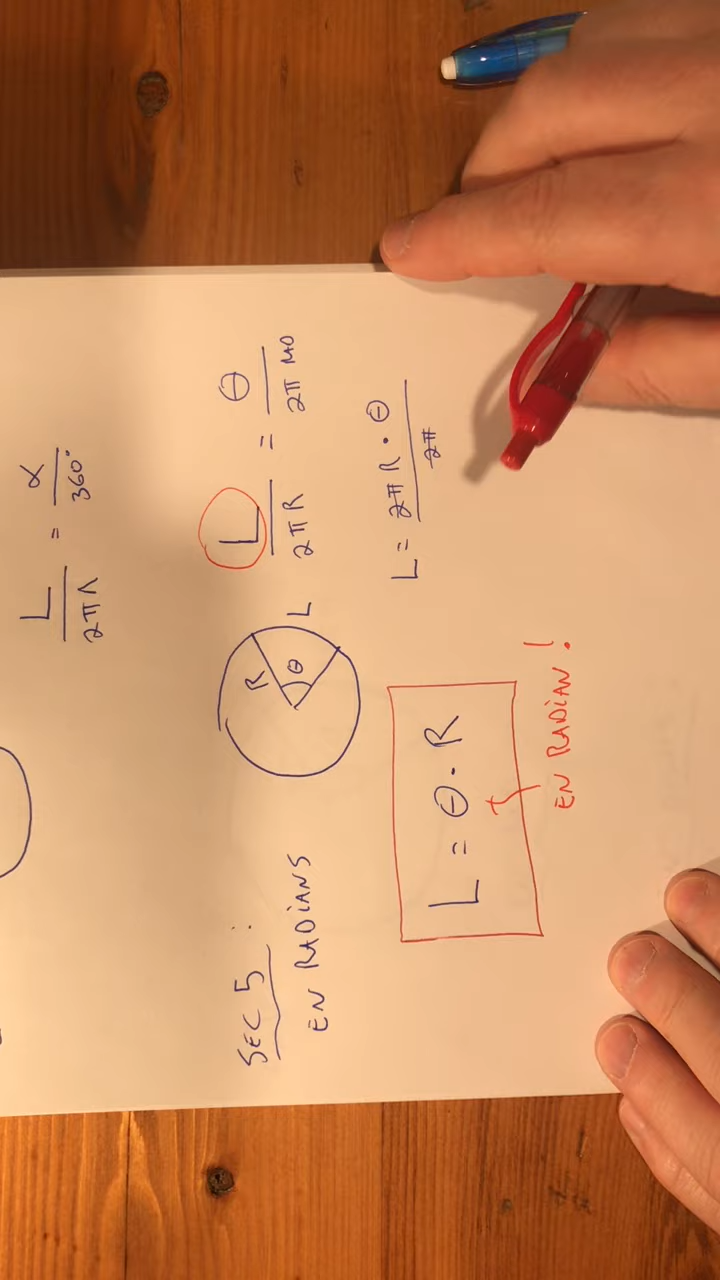 L/2πr = α/360°
SEC 5 :
EN RADIANS
R θ L
L/2πR = θ/2π RAD
L = 2πR · θ/2π
L = θ · R
EN RADIAN !